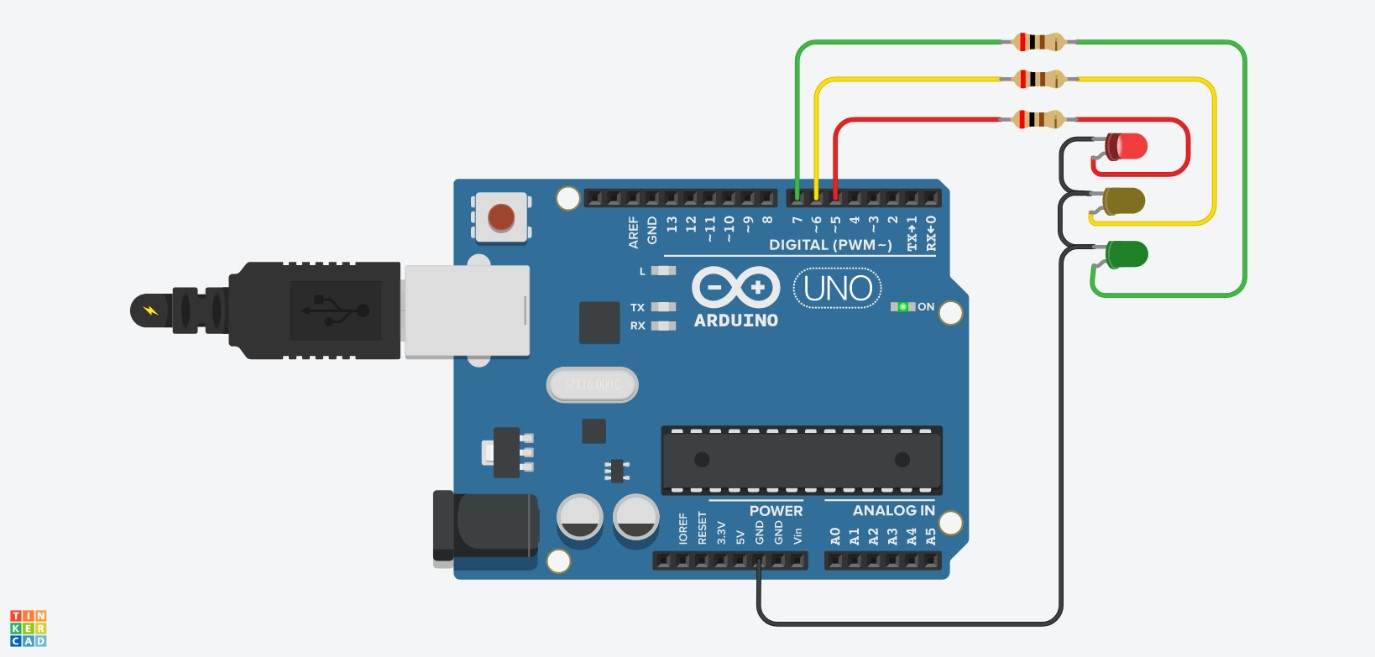 AREF
GND
13
12
~11
~10
~9
8
7
~6
~5
4
~3
2
TX→1
RX←0
DIGITAL (PWM~)
L
TX
RX
ARDUINO
UNO
ON
POWER
ANALOG IN
IOREF
RESET
3.3V
5V
GND
GND
Vin
A0
A1
A2
A3
A4
A5
TIN
KER
CAD